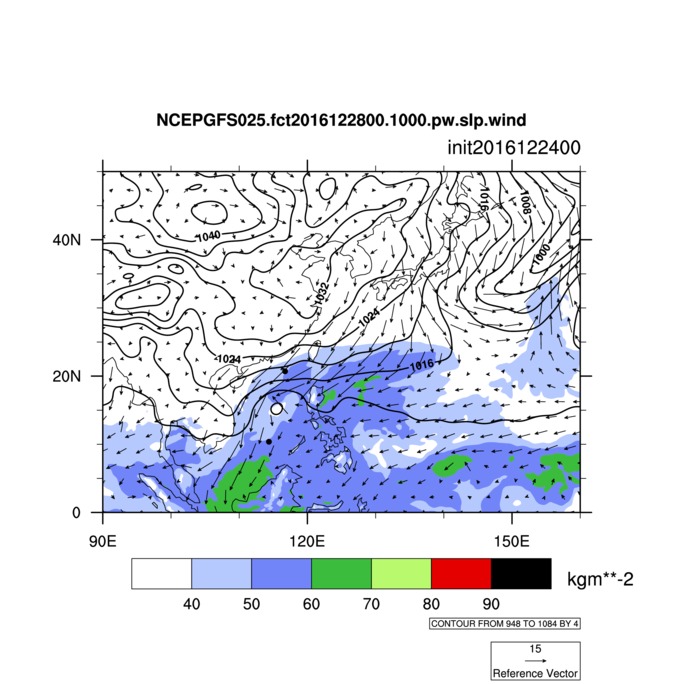 NCEPGFS025.fct2016122800.1000.pw.slp.wind
init2016122400
1016
1008
1040
40N
1000
1032
1024
1024
1016
20N
0
90E 120E 150E
kgm**-2
40 50 60 70 80 90
CONTOUR FROM 948 TO 1084 BY 4
15
Reference Vector